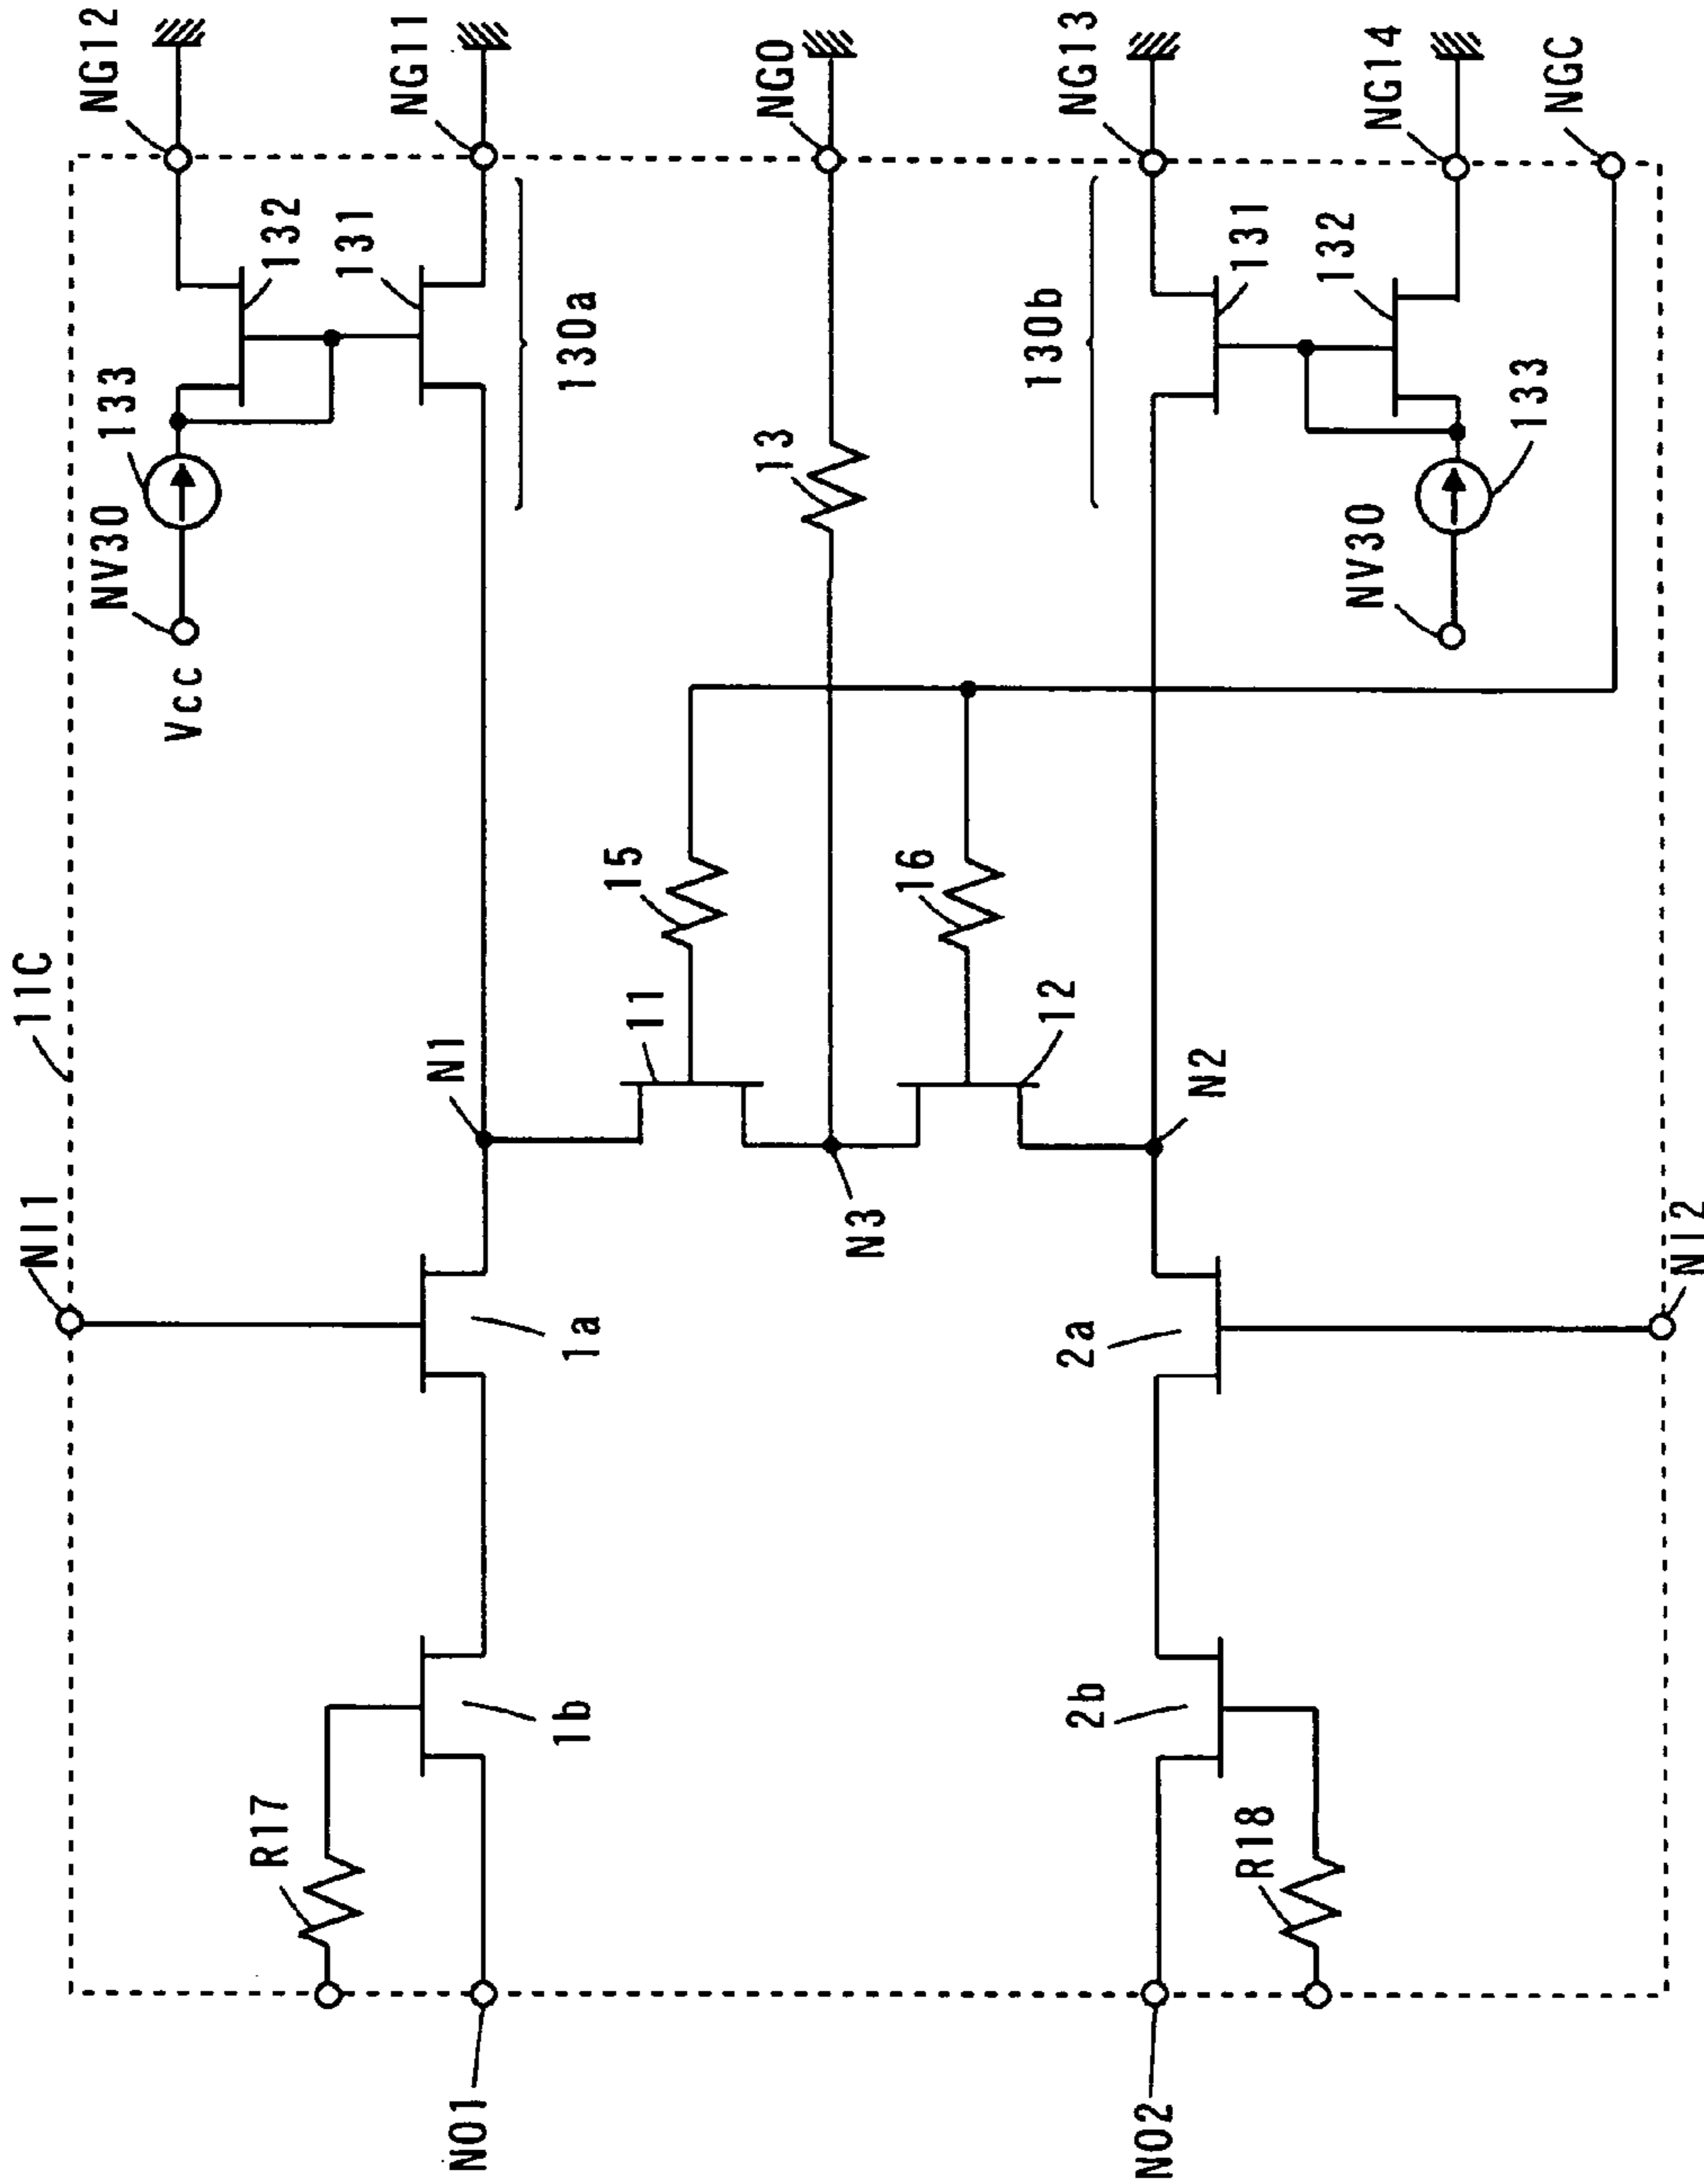 NI1
11C
NV30
133
NG12
Vcc
R17
132
131
NG11
N1
NO1
1b
1a
130a
15
11
13
NG0
N3
16
130b
12
2b
2a
NG13
NO2
N2
R18
131
132
NV30
NG14
133
NGC
NI2